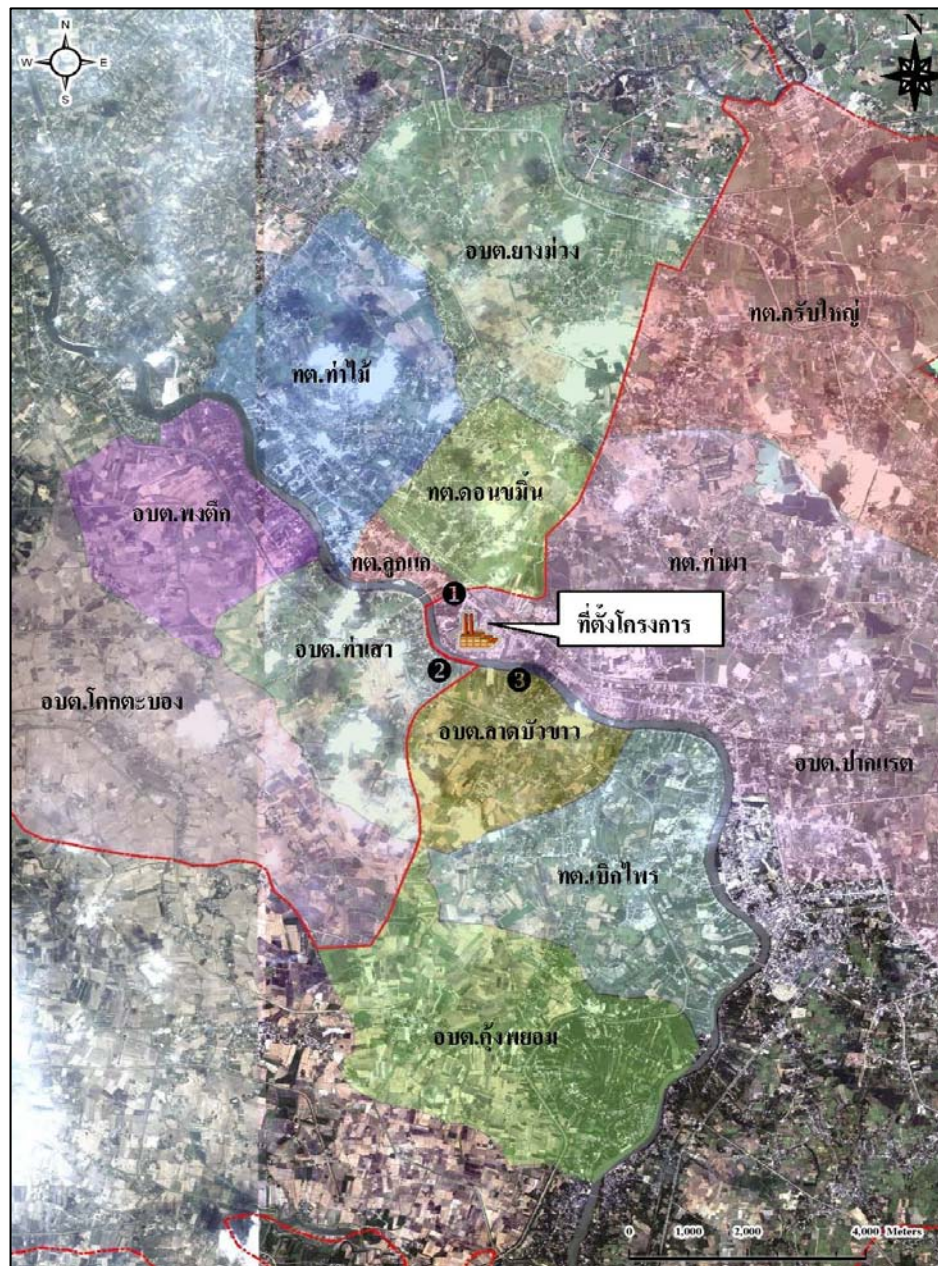 N
W E
S
N
อบต.ยางม่วง
ทต.กรับใหญ่
ทต.ท่าไม้
ทต.ดอนขมิ้น
อบต.พงตึก
ทต.ลูกแก
ทต.ท่าผา
❶
ที่ตั้งโครงการ
อบต.ท่าเสา
❷
❸
อบต.โคกตะบอง
อบต.ลาดบัวขาว
อบต.ปากแรต
ทต.เบิกไพร
อบต.คุ้งพยอม
0 1,000 2,000 4,000 Meters